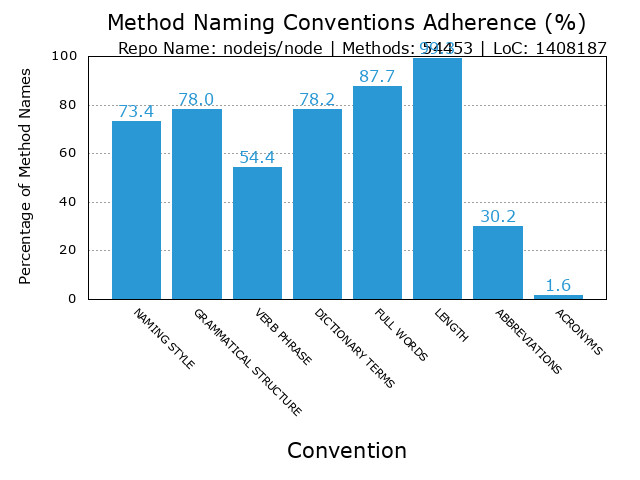 Method Naming Conventions Adherence (%)
Repo Name: nodejs/node | Methods: 54453 | LoC: 1408187
Percentage of Method Names
100
80
60
40
20
0
73.4
78.0
54.4
78.2
87.7
30.2
1.6
NAMING STYLE
GRAMMATICAL STRUCTURE
VERB PHRASE
DICTIONARY TERMS
FULL WORDS
LENGTH
ABBREVIATIONS
ACRONYMS
Convention